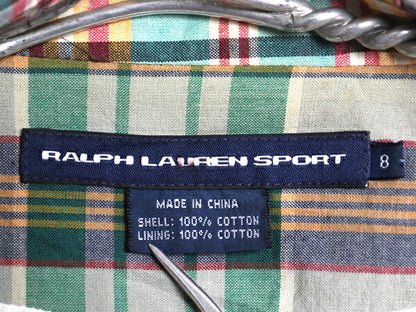 RALPH LAUREN SPORT
8
MADE IN CHINA
SHELL: 100% COTTON
LINING: 100% COTTON